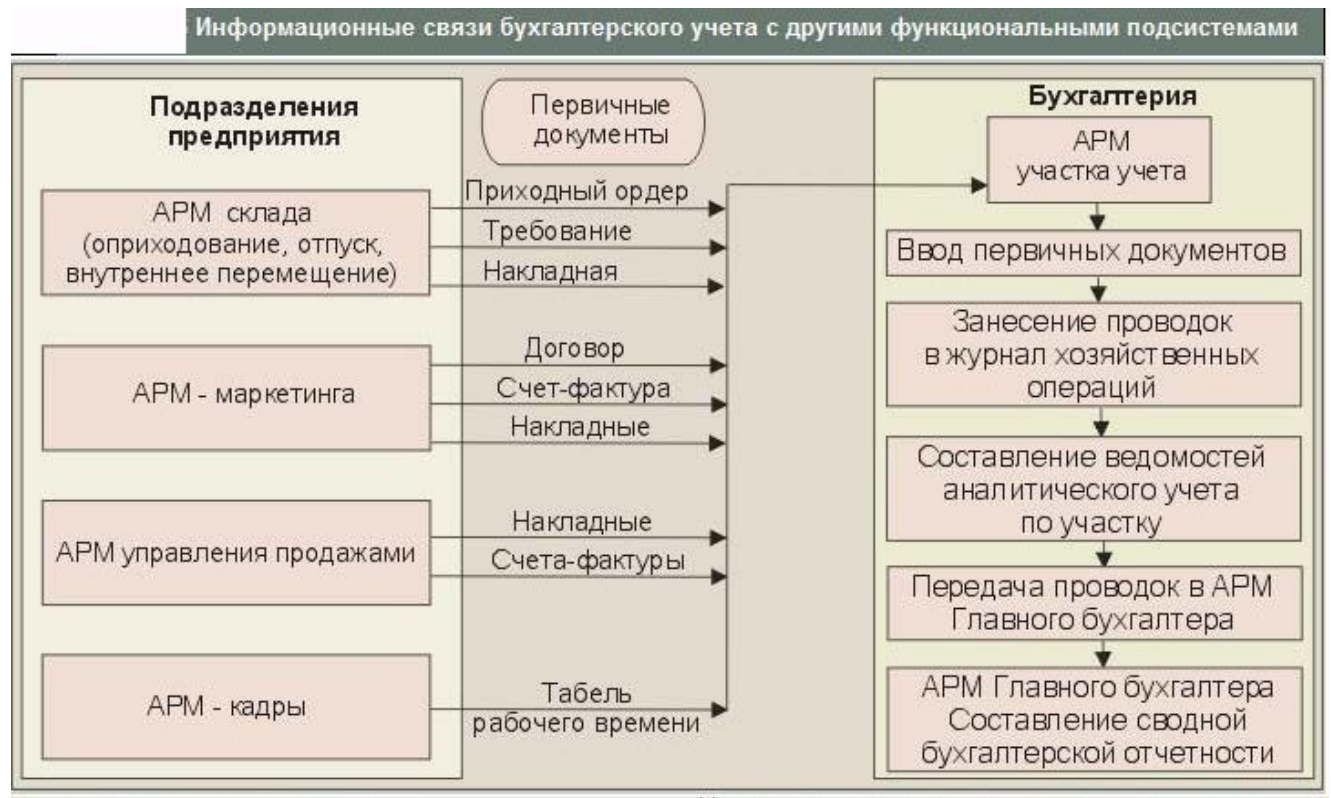 Информационные связи бухгалтерского учета с другими функциональными подсистемами
Подразделения
предприятия
АРМ склада
(оприходование, отпуск,
внутреннее перемещение)
АРМ - маркетинга
АРМ управления продажами
АРМ - кадры
Первичные
документы
Приходный ордер
Требование
Накладная
Договор
Счет-фактура
Накладные
Накладные
Счета-фактуры
Табель
рабочего времени
Бухгалтерия
АРМ
участка учета
Ввод первичных документов
Занесение проводок
в журнал хозяйственных
операций
Составление ведомостей
аналитического учета
по участку
Передача проводок в АРМ
Главного бухгалтера
АРМ Главного бухгалтера
Составление сводной
бухгалтерской отчетности